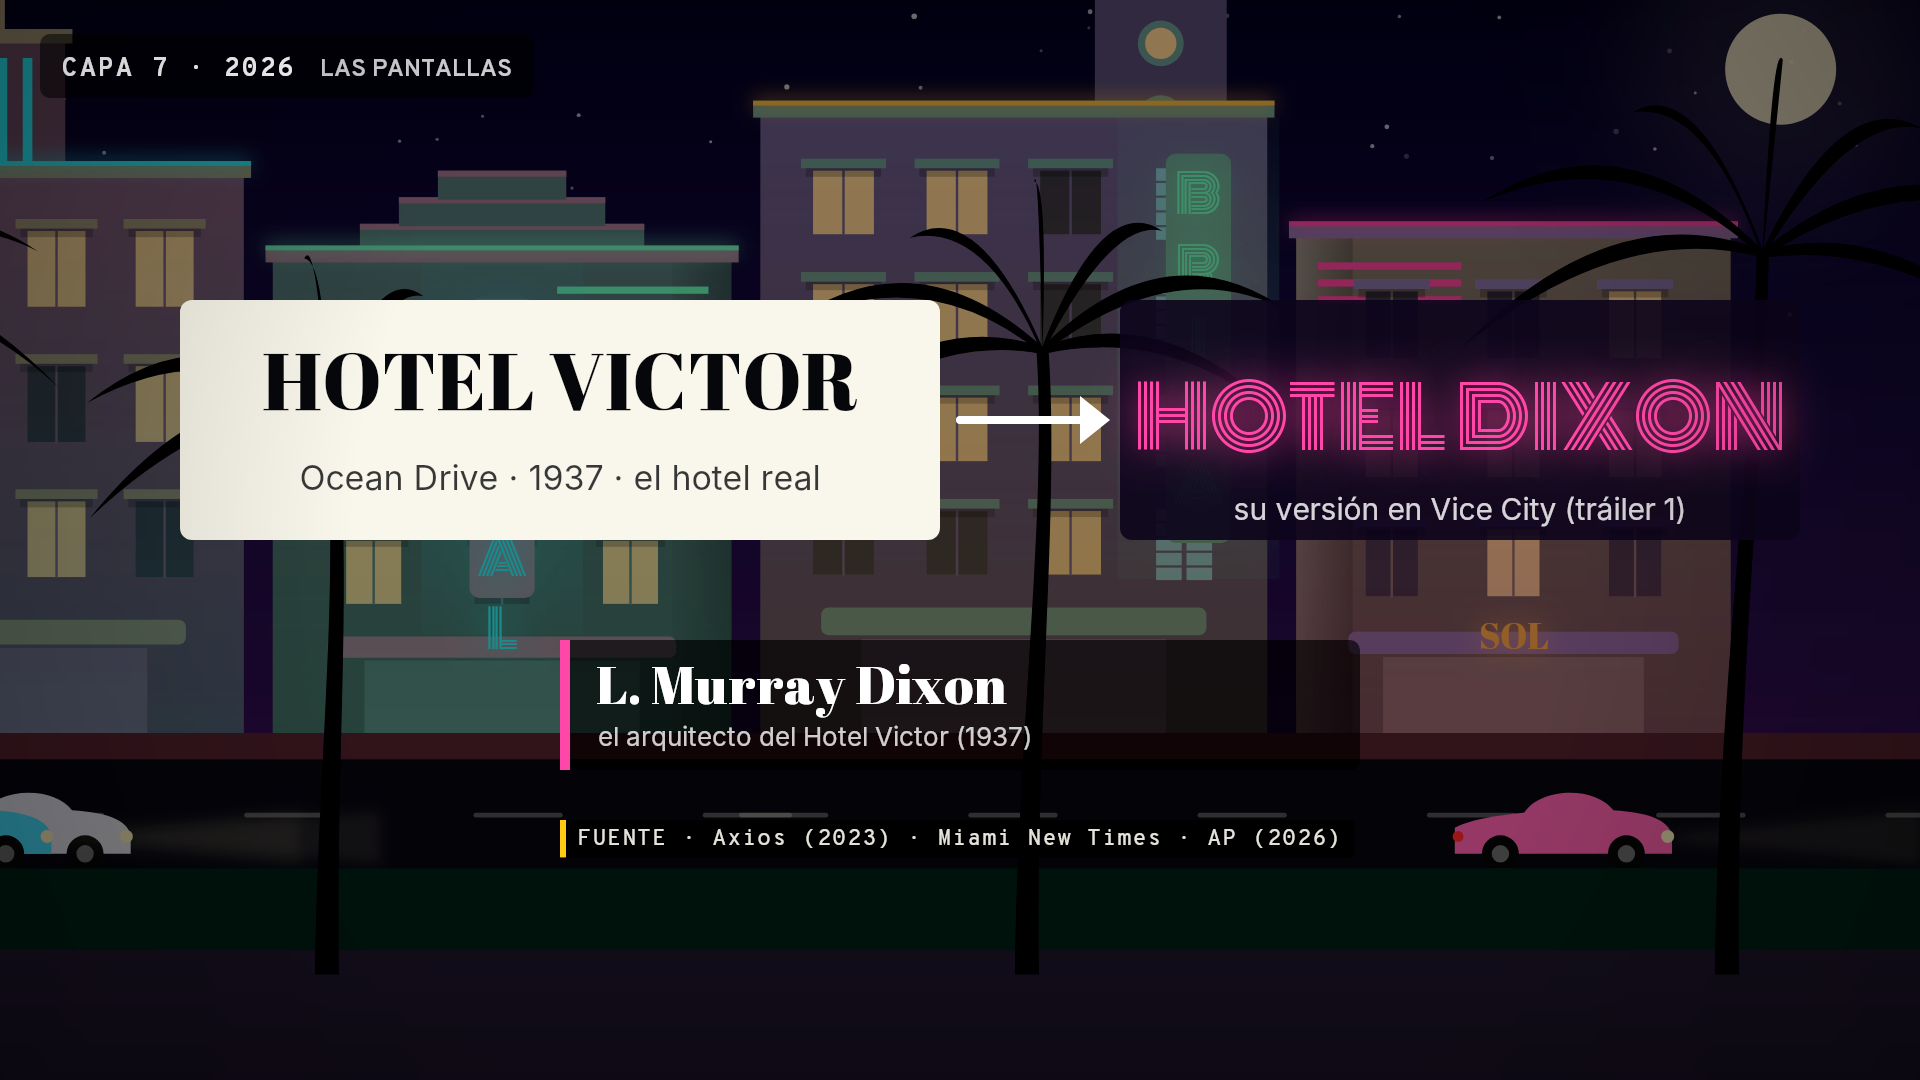 CAPA 7 · 2026 LAS PANTALLAS
B
R
HOTEL VICTOR
Ocean Drive · 1937 · el hotel real
HOTEL DIXON
su versión en Vice City (tráiler 1)
A
L
SOL
L. Murray Dixon
el arquitecto del Hotel Victor (1937)
FUENTE · Axios (2023) · Miami New Times · AP (2026)